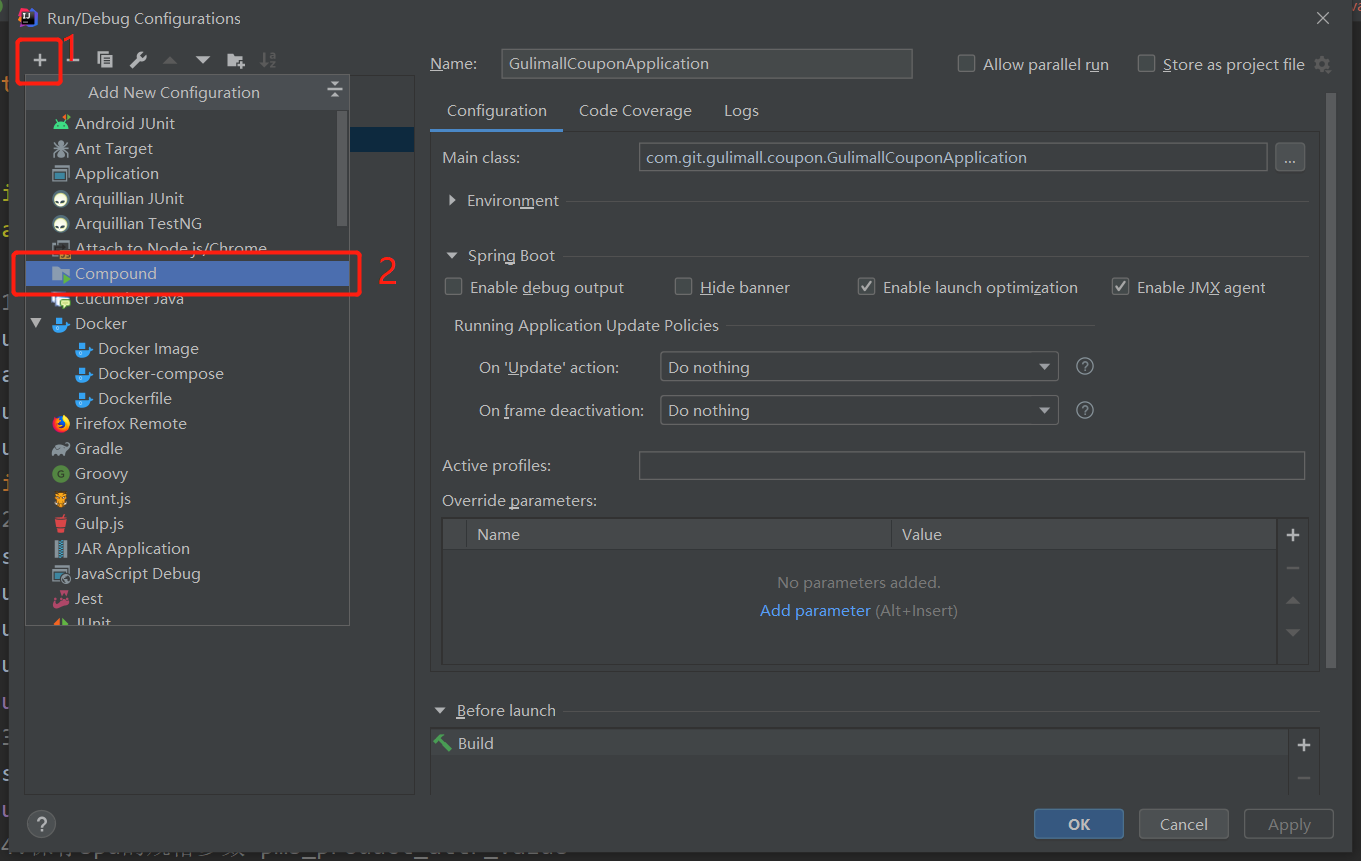 Run/Debug Configurations
1
Name:
GulimallCouponApplication
Allow parallel run
Store as project file
Add New Configuration
Android JUnit
Ant Target
Application
Arquillian JUnit
Arquillian TestNG
Attach to Node.js/Chrome
Compound
2
Cucumber Java
Docker
Docker Image
Docker-compose
Dockerfile
Firefox Remote
Gradle
Groovy
Grunt.js
Gulp.js
JAR Application
JavaScript Debug
Jest
JUnit
Configuration
Code Coverage
Logs
Main class:
com.git.gulimall.coupon.GulimallCouponApplication
...
Environment
Spring Boot
Enable debug output
Hide banner
Enable launch optimization
Enable JMX agent
Running Application Update Policies
On 'Update' action:
Do nothing
?
On frame deactivation:
Do nothing
?
Active profiles:
Override parameters:
Name
Value
No parameters added.
Add parameter (Alt+Insert)
Before launch
Build
?
OK
Cancel
Apply